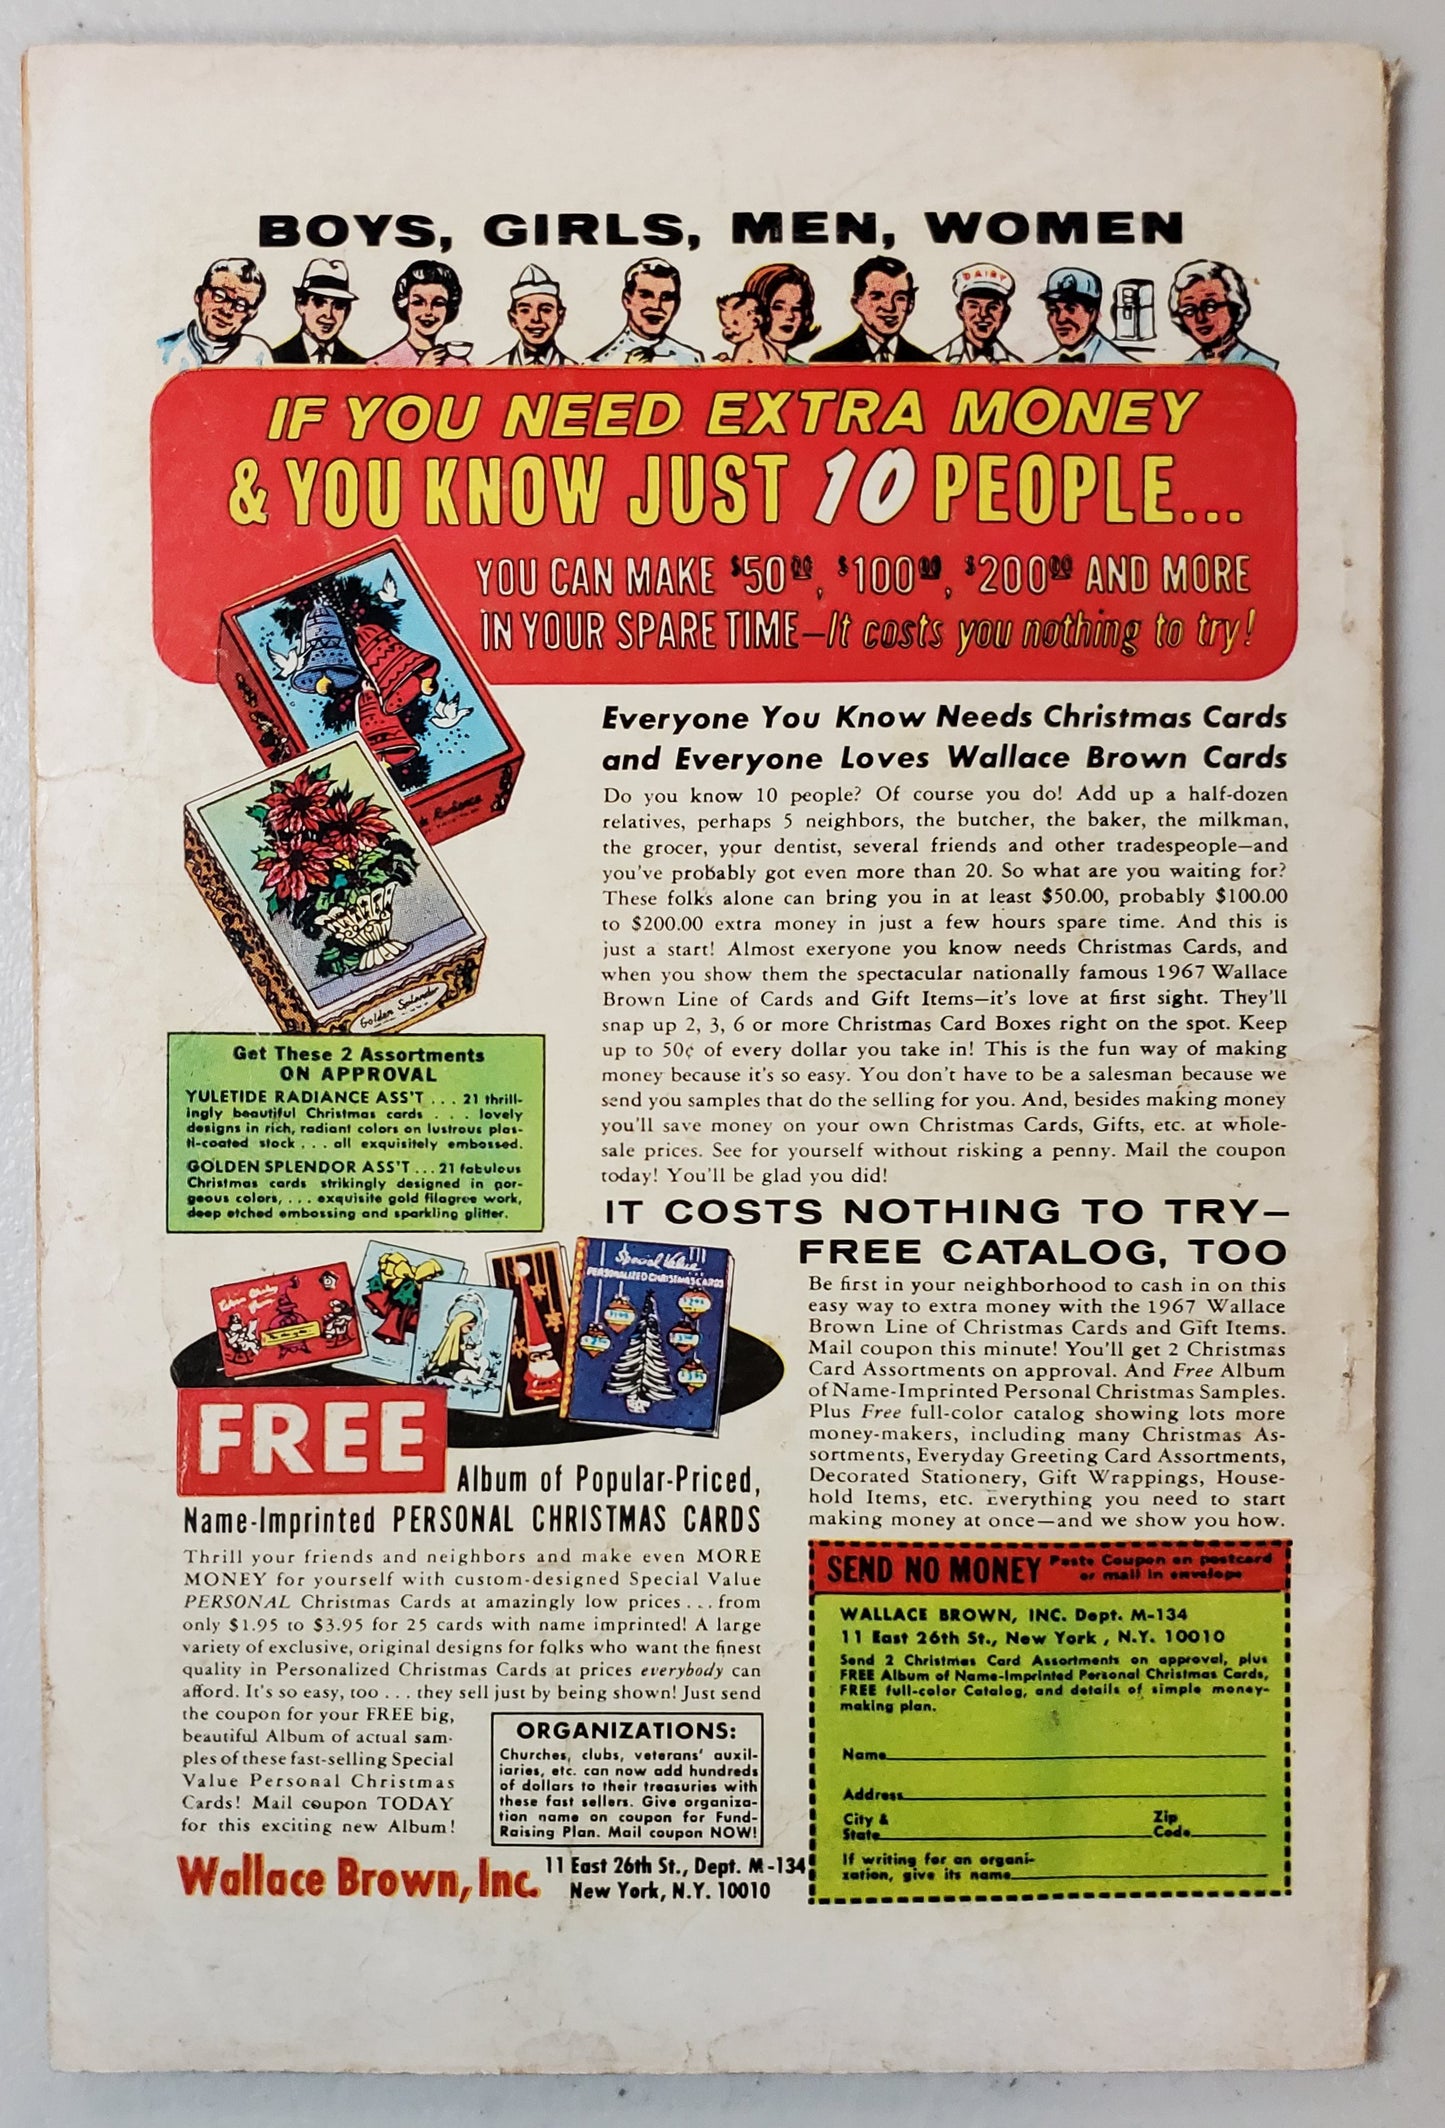 BOYS, GIRLS, MEN, WOMEN
DAIRY
IF YOU NEED EXTRA MONEY
& YOU KNOW JUST 10 PEOPLE...
YOU CAN MAKE $50.00, $100.00, $200.00 AND MORE
IN YOUR SPARE TIME—It costs you nothing to try!
Radiance
Golden Splendor
Get These 2 Assortments
ON APPROVAL
YULETIDE RADIANCE ASS'T . . . 21 thrill-
ingly beautiful Christmas cards . . . lovely
designs in rich, radiant colors on lustrous plas-
ti-coated stock . . . all exquisitely embossed.
GOLDEN SPLENDOR ASS'T . . . 21 fabulous
Christmas cards strikingly designed in gor-
geous colors, . . . exquisite gold filagree work,
deep etched embossing and sparkling glitter.
Everyone You Know Needs Christmas Cards
and Everyone Loves Wallace Brown Cards
Do you know 10 people? Of course you do! Add up a half-dozen
relatives, perhaps 5 neighbors, the butcher, the baker, the milkman,
the grocer, your dentist, several friends and other tradespeople—and
you've probably got even more than 20. So what are you waiting for?
These folks alone can bring you in at least $50.00, probably $100.00
to $200.00 extra money in just a few hours spare time. And this is
just a start! Almost exeryone you know needs Christmas Cards, and
when you show them the spectacular nationally famous 1967 Wallace
Brown Line of Cards and Gift Items—it's love at first sight. They'll
snap up 2, 3, 6 or more Christmas Card Boxes right on the spot. Keep
up to 50¢ of every dollar you take in! This is the fun way of making
money because it's so easy. You don't have to be a salesman because we
send you samples that do the selling for you. And, besides making money
you'll save money on your own Christmas Cards, Gifts, etc. at whole-
sale prices. See for yourself without risking a penny. Mail the coupon
today! You'll be glad you did!
IT COSTS NOTHING TO TRY—
FREE CATALOG, TOO
Be first in your neighborhood to cash in on this
easy way to extra money with the 1967 Wallace
Brown Line of Christmas Cards and Gift Items.
Mail coupon this minute! You'll get 2 Christmas
Card Assortments on approval. And Free Album
of Name-Imprinted Personal Christmas Samples.
Plus Free full-color catalog showing lots more
money-makers, including many Christmas As-
sortments, Everyday Greeting Card Assortments,
Decorated Stationery, Gift Wrappings, House-
hold Items, etc. Everything you need to start
making money at once—and we show you how.
Special Value
PERSONALIZED CHRISTMAS CARDS
FREE
Album of Popular-Priced,
Name-Imprinted PERSONAL CHRISTMAS CARDS
Thrill your friends and neighbors and make even MORE
MONEY for yourself with custom-designed Special Value
PERSONAL Christmas Cards at amazingly low prices . . . from
only $1.95 to $3.95 for 25 cards with name imprinted! A large
variety of exclusive, original designs for folks who want the finest
quality in Personalized Christmas Cards at prices everybody can
afford. It's so easy, too . . . they sell just by being shown! Just send
the coupon for your FREE big,
beautiful Album of actual sam-
ples of these fast-selling Special
Value Personal Christmas
Cards! Mail coupon TODAY
for this exciting new Album!
ORGANIZATIONS:
Churches, clubs, veterans' auxil-
iaries, etc. can now add hundreds
of dollars to their treasuries with
these fast sellers. Give organiza-
tion name on coupon for Fund-
Raising Plan. Mail coupon NOW!
Wallace Brown, Inc.
11 East 26th St., Dept. M-134
New York, N.Y. 10010
SEND NO MONEY
Paste Coupon on postcard
or mail in envelope
WALLACE BROWN, INC. Dept. M-134
11 East 26th St., New York , N.Y. 10010
Send 2 Christmas Card Assortments on approval, plus
FREE Album of Name-Imprinted Personal Christmas Cards,
FREE full-color Catalog, and details of simple money-
making plan.
Name
Address
City &
State
Zip
Code
If writing for an organi-
zation, give its name